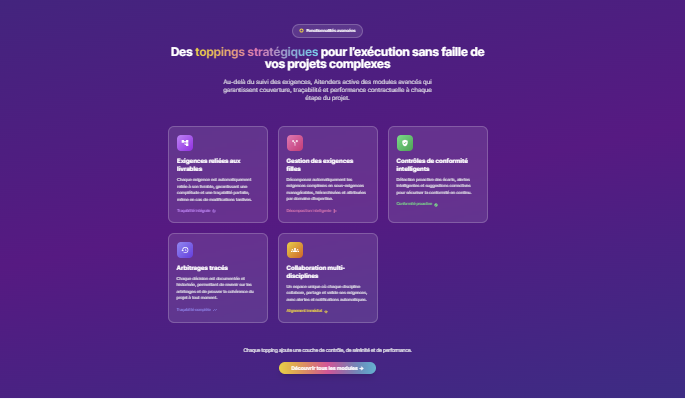 Fonctionnalités avancées
Des toppings stratégiques pour l'exécution sans faille de
vos projets complexes
Au-delà du suivi des exigences, Aitenders active des modules avancés qui
garantissent couverture, traçabilité et performance contractuelle à chaque
étape du projet.
Exigences reliées aux
livrables
Chaque exigence est automatiquement
reliée à son livrable, garantissant une
complétude et une traçabilité parfaite,
même en cas de modifications tardives.
Traçabilité intégrale →
Gestion des exigences
filles
Décomposez automatiquement les
exigences complexes en sous-exigences
manageables, hiérarchisées et attribuées
par domaine d'expertise.
Décomposition intelligente →
Contrôles de conformité
intelligents
Détection proactive des écarts, alertes
intelligentes et suggestions correctives
pour sécuriser la conformité en continu.
Conformité proactive →
Arbitrages tracés
Chaque décision est documentée et
historisée, permettant de revenir sur les
arbitrages et de prouver la cohérence du
projet à tout moment.
Traçabilité complète →
Collaboration multi-
disciplines
Un espace unique où chaque discipline
collabore, partage et valide ses exigences,
avec alertes et notifications automatiques.
Alignement immédiat →
Chaque topping ajoute une couche de contrôle, de sérénité et de performance.
Découvrir tous les modules →